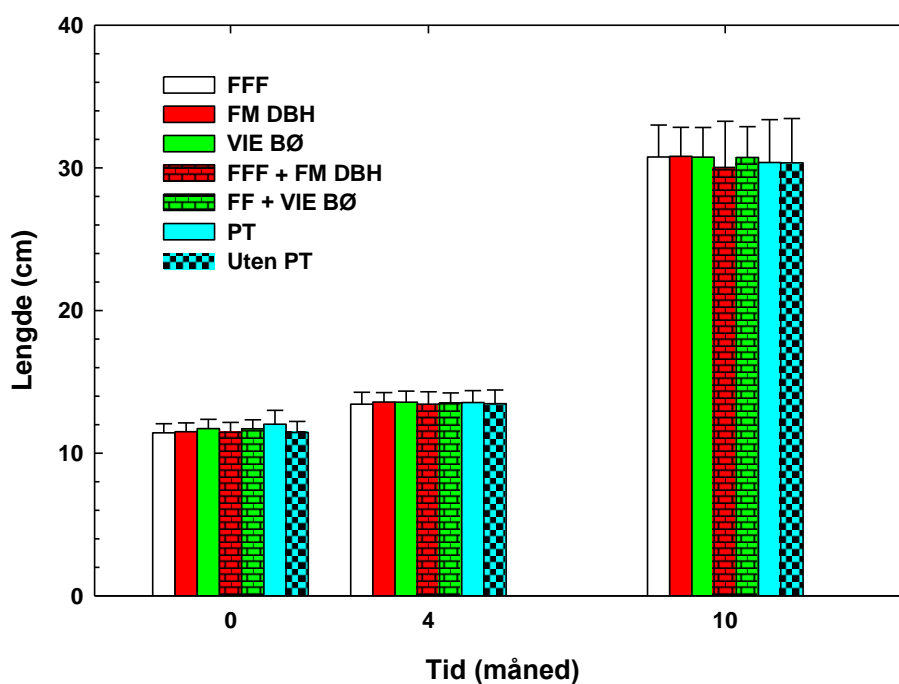 40
30
20
10
0
Lengde (cm)
FFF
FM DBH
VIE BØ
FFF + FM DBH
FF + VIE BØ
PT
Uten PT
0 4 10
Tid (måned)